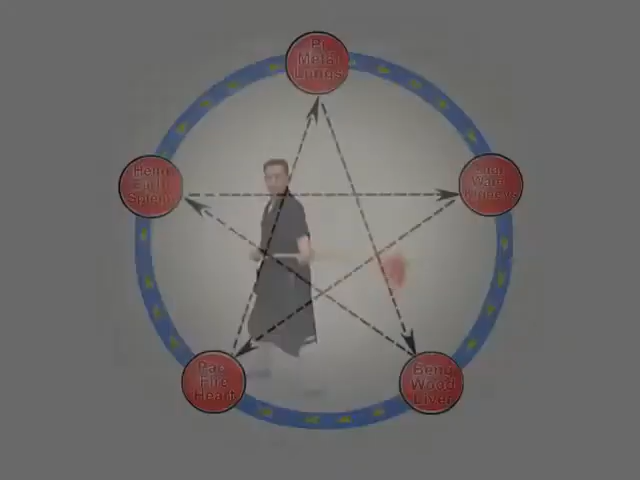 Pi
Metal
Lungs
Heng
Earth
Spleen
Water
Kidneys
Pao
Fire
Heart
Beng
Wood
Liver